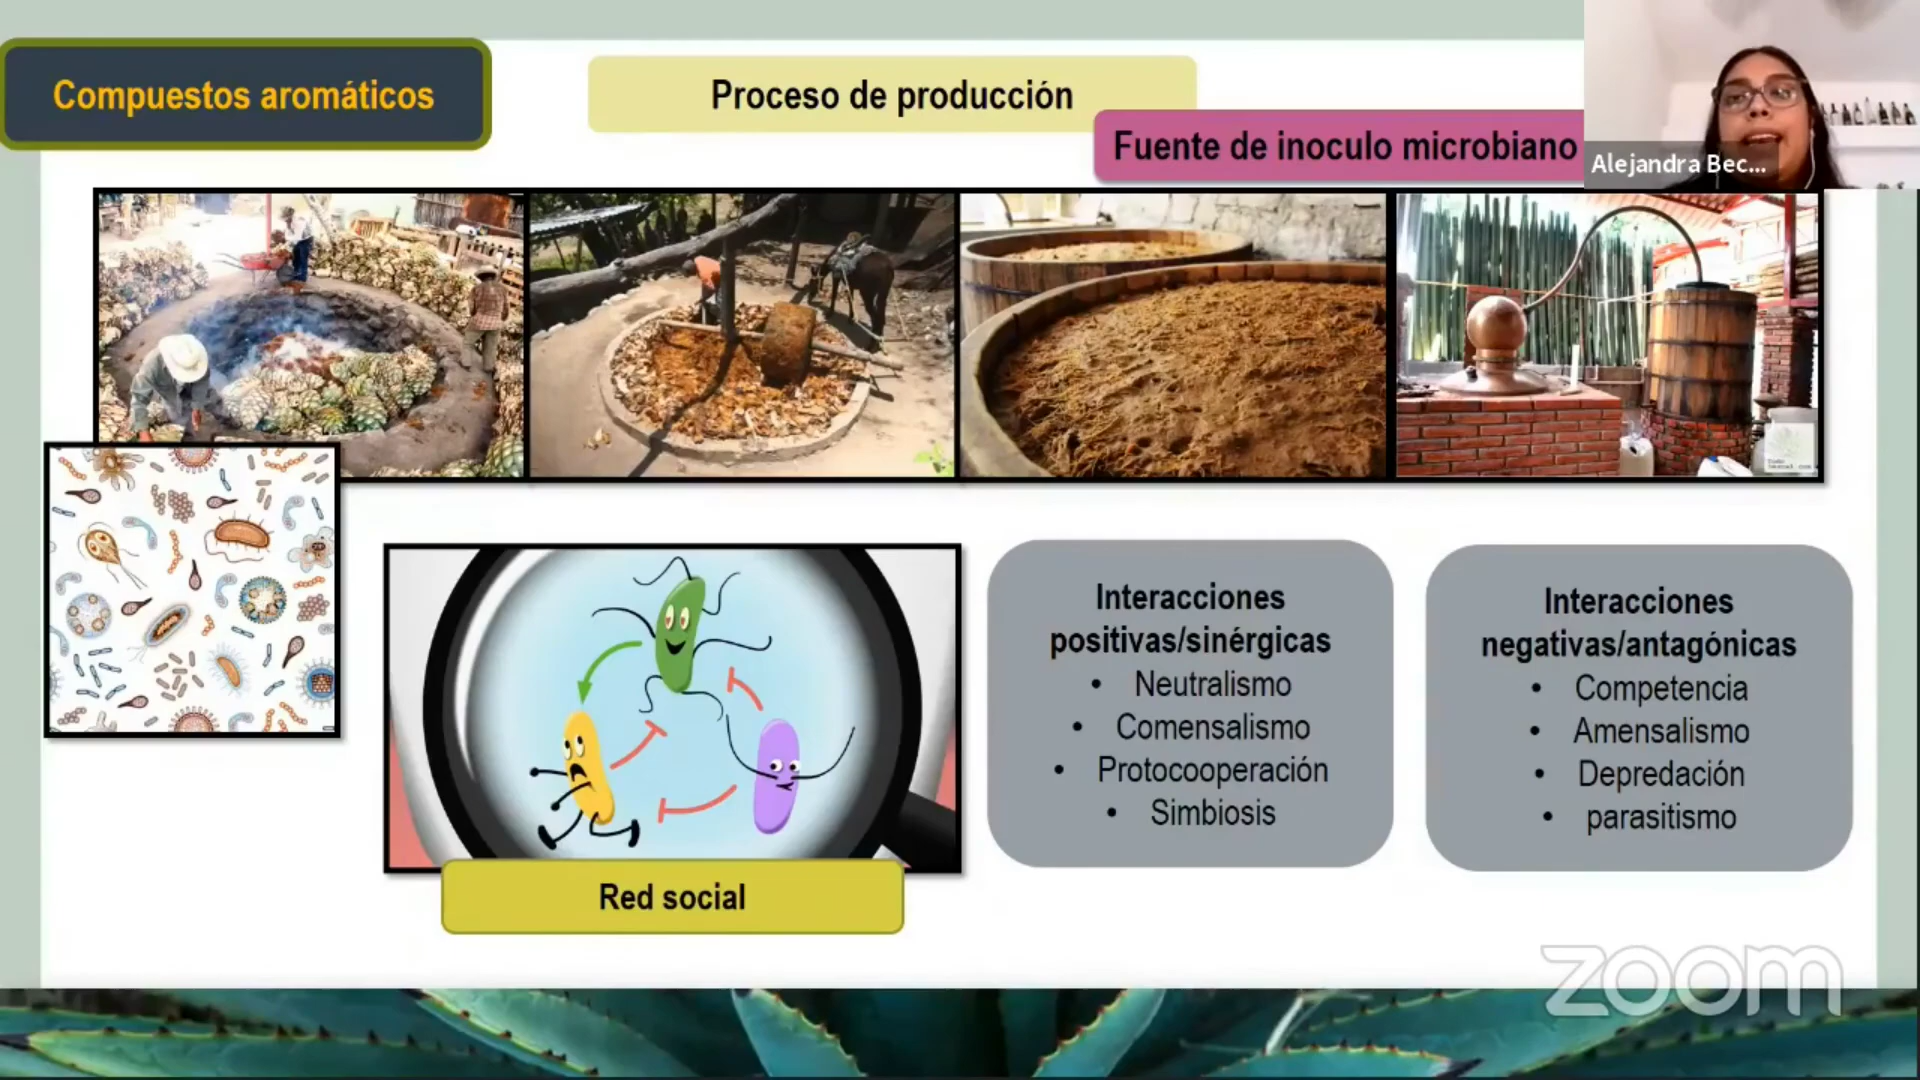 Compuestos aromáticos
Proceso de producción
Fuente de inoculo microbiano
Alejandra Bec...
Interacciones
positivas/sinérgicas
• Neutralismo
• Comensalismo
• Protocooperación
• Simbiosis
Interacciones
negativas/antagónicas
• Competencia
• Amensalismo
• Depredación
• parasitismo
Red social
zoom